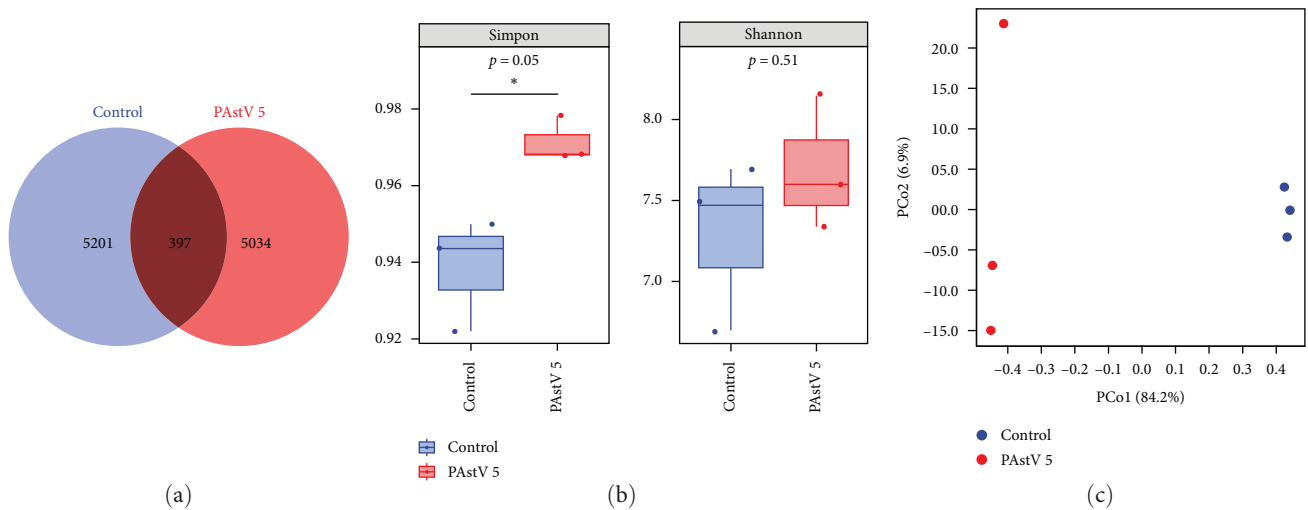 Control
PAstV 5
5201
397
5034
(a)
Simpon
p = 0.05
*
0.98
0.96
0.94
0.92
Control
PAstV 5
Shannon
p = 0.51
8.0
7.5
7.0
Control
PAstV 5
Control
PAstV 5
(b)
PCo2 (6.9%)
20.0
15.0
10.0
05.0
00.0
−05.0
−10.0
−15.0
−0.4 −0.3 −0.2 −0.1 0.0 0.1 0.2 0.3 0.4
PCo1 (84.2%)
Control
PAstV 5
(c)